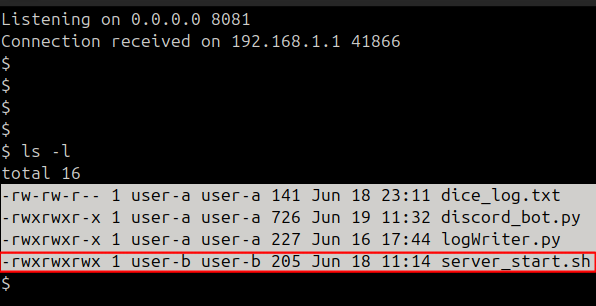 Listening on 0.0.0.0 8081
Connection received on 192.168.1.1 41866
$
$
$
$
$ ls -l
total 16
-rw-rw-r-- 1 user-a user-a 141 Jun 18 23:11 dice_log.txt
-rwxrwxr-x 1 user-a user-a 726 Jun 19 11:32 discord_bot.py
-rwxrwxr-x 1 user-a user-a 227 Jun 16 17:44 logWriter.py
-rwxrwxrwx 1 user-b user-b 205 Jun 18 11:14 server_start.sh
$